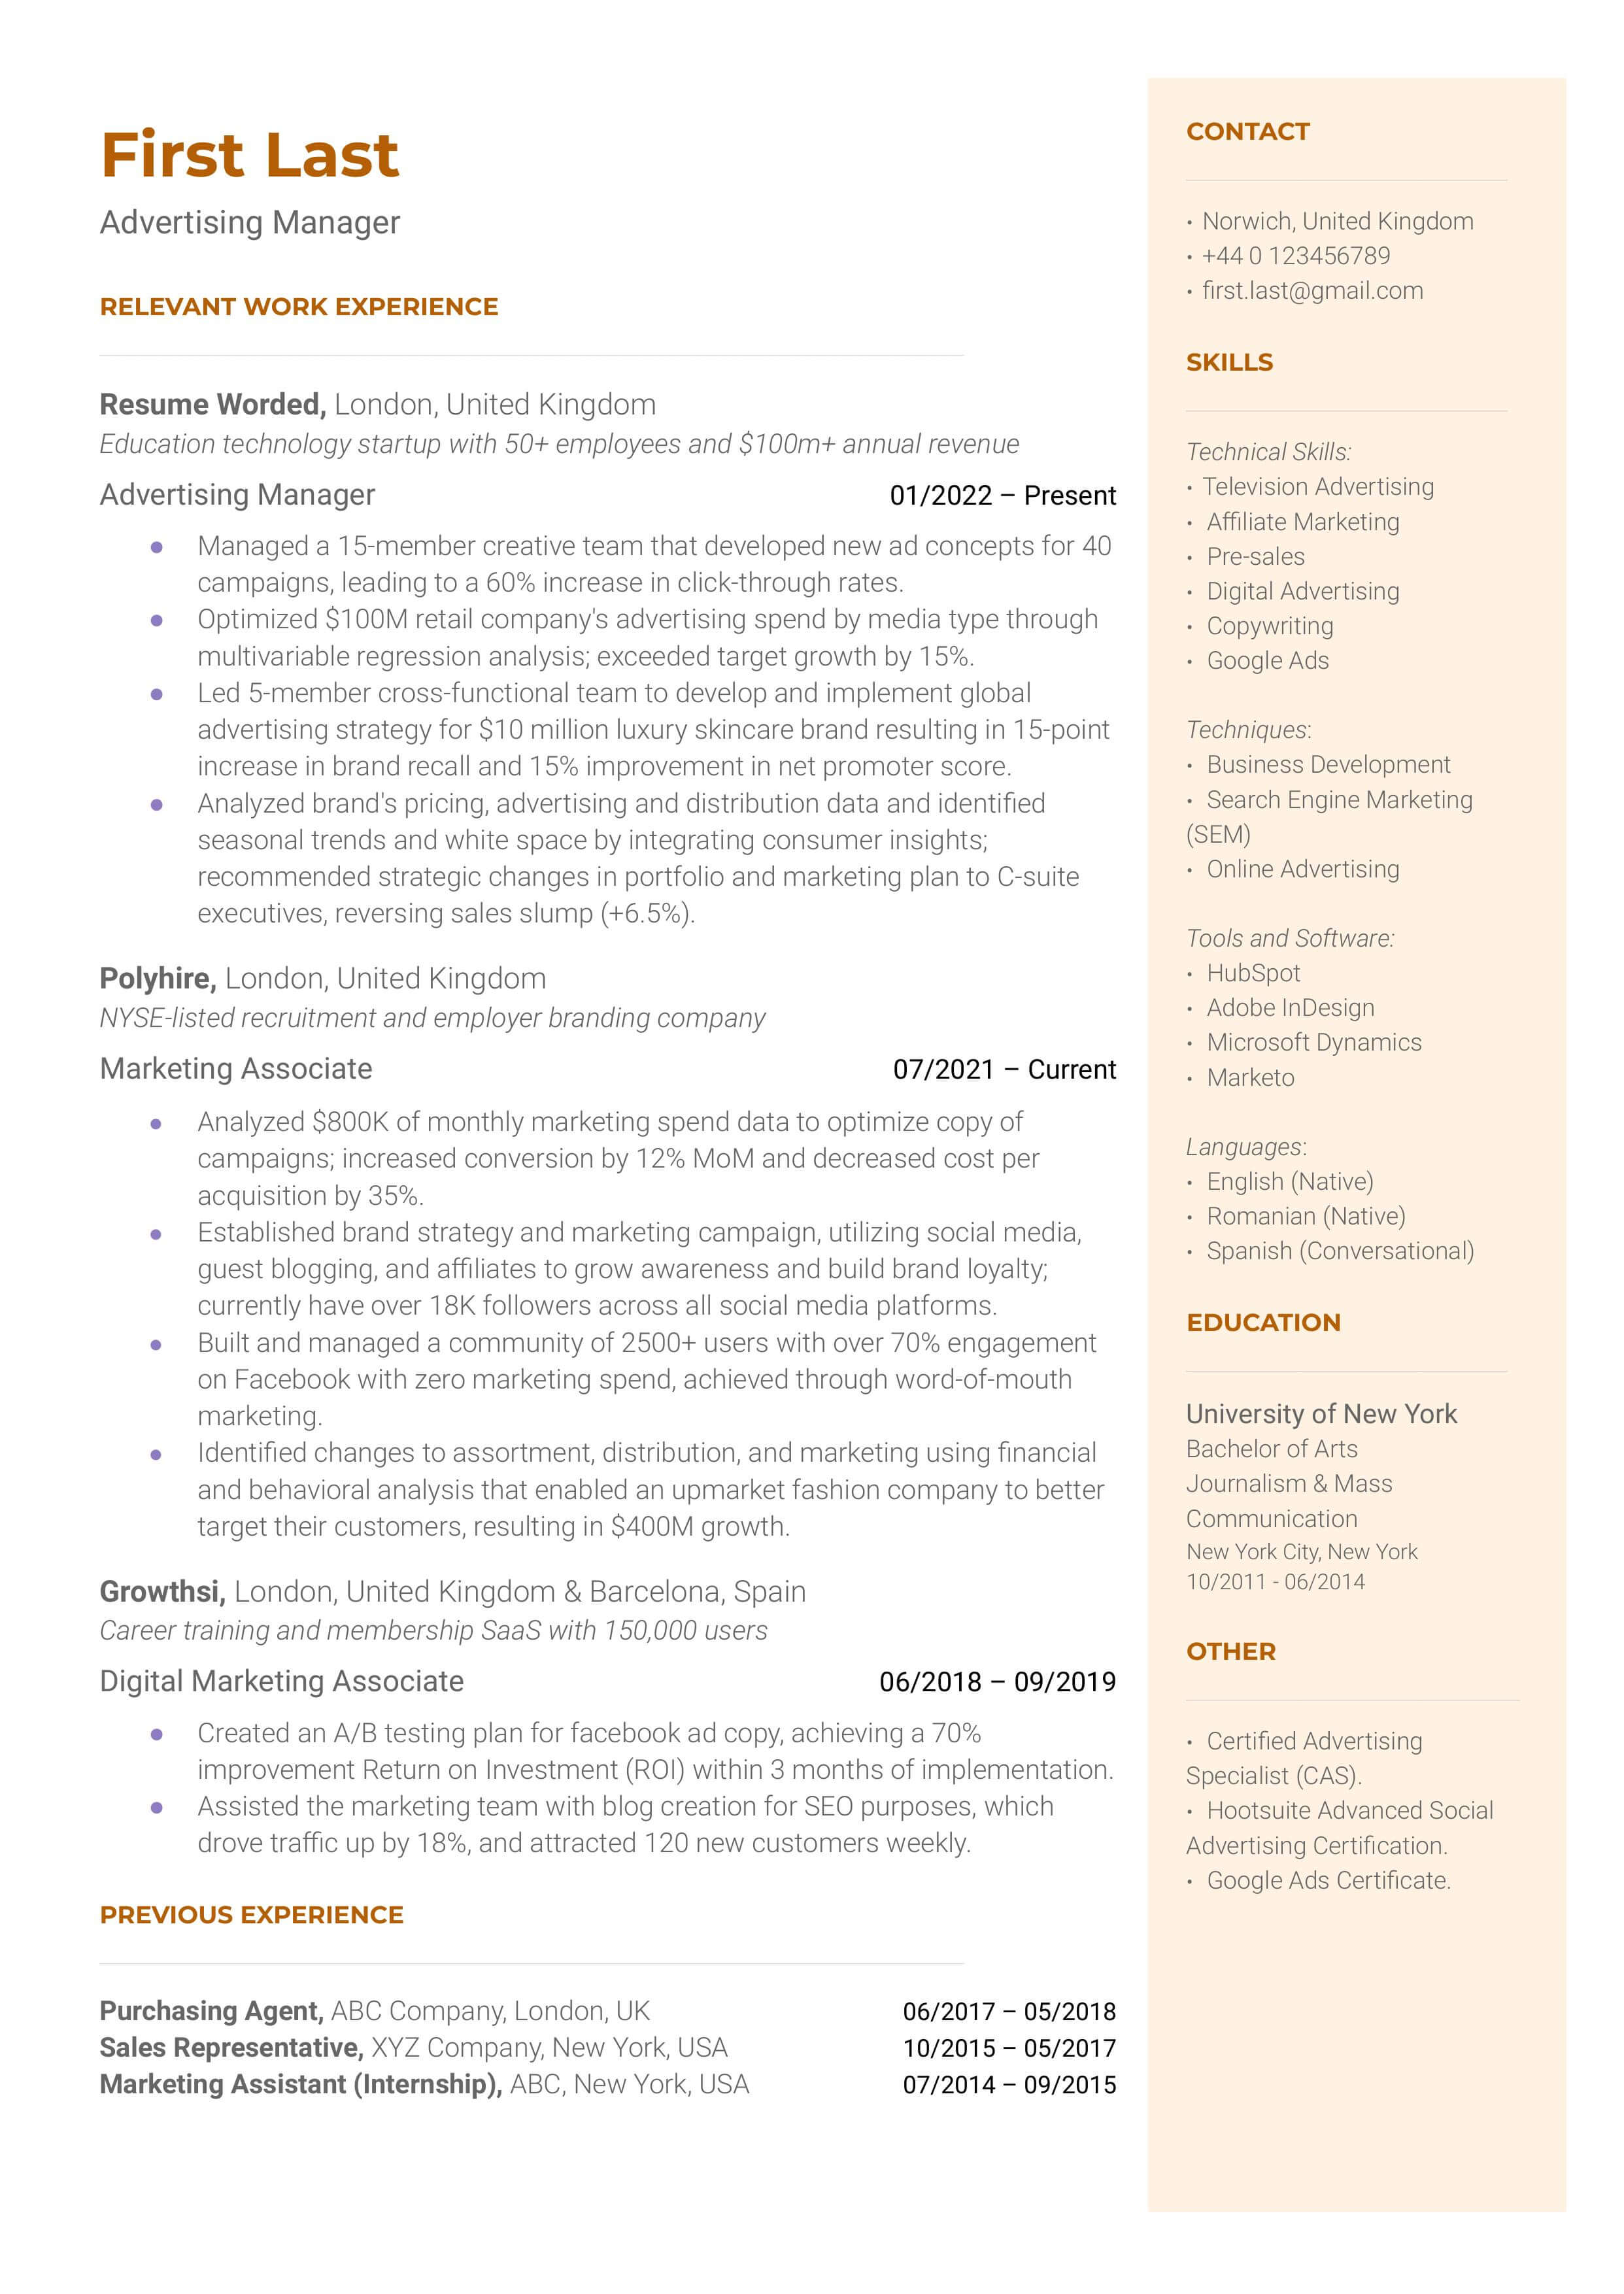 First Last
Advertising Manager
RELEVANT WORK EXPERIENCE
Resume Worded, London, United Kingdom
Education technology startup with 50+ employees and $100m+ annual revenue
Advertising Manager 01/2022 – Present
● Managed a 15-member creative team that developed new ad concepts for 40
campaigns, leading to a 60% increase in click-through rates.
● Optimized $100M retail company's advertising spend by media type through
multivariable regression analysis; exceeded target growth by 15%.
● Led 5-member cross-functional team to develop and implement global
advertising strategy for $10 million luxury skincare brand resulting in 15-point
increase in brand recall and 15% improvement in net promoter score.
● Analyzed brand's pricing, advertising and distribution data and identified
seasonal trends and white space by integrating consumer insights;
recommended strategic changes in portfolio and marketing plan to C-suite
executives, reversing sales slump (+6.5%).
Polyhire, London, United Kingdom
NYSE-listed recruitment and employer branding company
Marketing Associate 07/2021 – Current
● Analyzed $800K of monthly marketing spend data to optimize copy of
campaigns; increased conversion by 12% MoM and decreased cost per
acquisition by 35%.
● Established brand strategy and marketing campaign, utilizing social media,
guest blogging, and affiliates to grow awareness and build brand loyalty;
currently have over 18K followers across all social media platforms.
● Built and managed a community of 2500+ users with over 70% engagement
on Facebook with zero marketing spend, achieved through word-of-mouth
marketing.
● Identified changes to assortment, distribution, and marketing using financial
and behavioral analysis that enabled an upmarket fashion company to better
target their customers, resulting in $400M growth.
Growthsi, London, United Kingdom & Barcelona, Spain
Career training and membership SaaS with 150,000 users
Digital Marketing Associate 06/2018 – 09/2019
● Created an A/B testing plan for facebook ad copy, achieving a 70%
improvement Return on Investment (ROI) within 3 months of implementation.
● Assisted the marketing team with blog creation for SEO purposes, which
drove traffic up by 18%, and attracted 120 new customers weekly.
PREVIOUS EXPERIENCE
Purchasing Agent, ABC Company, London, UK 06/2017 – 05/2018
Sales Representative, XYZ Company, New York, USA 10/2015 – 05/2017
Marketing Assistant (Internship), ABC, New York, USA 07/2014 – 09/2015
CONTACT
• Norwich, United Kingdom
• +44 0 123456789
• first.last@gmail.com
SKILLS
Technical Skills:
• Television Advertising
• Affiliate Marketing
• Pre-sales
• Digital Advertising
• Copywriting
• Google Ads
Techniques:
• Business Development
• Search Engine Marketing
(SEM)
• Online Advertising
Tools and Software:
• HubSpot
• Adobe InDesign
• Microsoft Dynamics
• Marketo
Languages:
• English (Native)
• Romanian (Native)
• Spanish (Conversational)
EDUCATION
University of New York
Bachelor of Arts
Journalism & Mass
Communication
New York City, New York
10/2011 - 06/2014
OTHER
• Certified Advertising
Specialist (CAS).
• Hootsuite Advanced Social
Advertising Certification.
• Google Ads Certificate.